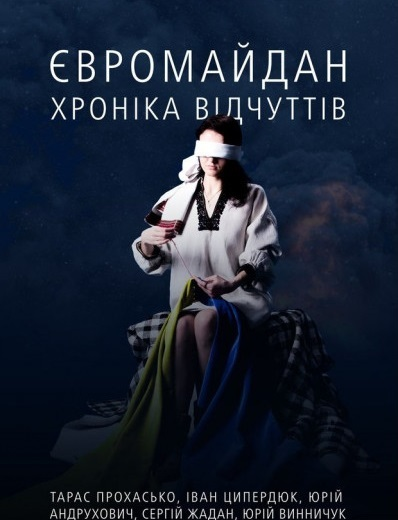 ЄВРОМАЙДАН
ХРОНІКА ВІДЧУТТІВ
ТАРАС ПРОХАСЬКО, ІВАН ЦИПЕРДЮК, ЮРІЙ
АНДРУХОВИЧ, СЕРГІЙ ЖАДАН, ЮРІЙ ВИННИЧУК